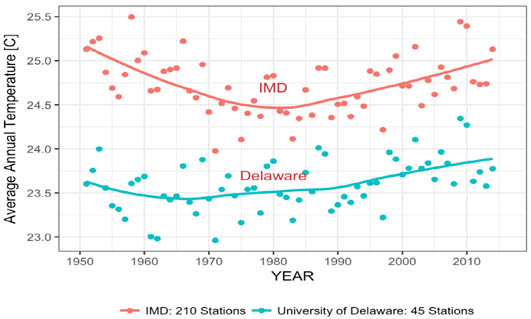 Average Annual Temperature [C]
25.5
25.0
24.5
24.0
23.5
23.0
IMD
Delaware
1950 1960 1970 1980 1990 2000 2010
YEAR
IMD: 210 Stations University of Delaware: 45 Stations